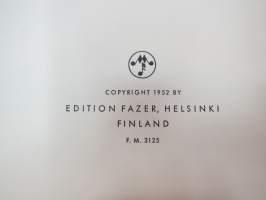 COPYRIGHT 1952 BY
EDITION FAZER, HELSINKI
FINLAND
F. M. 3125